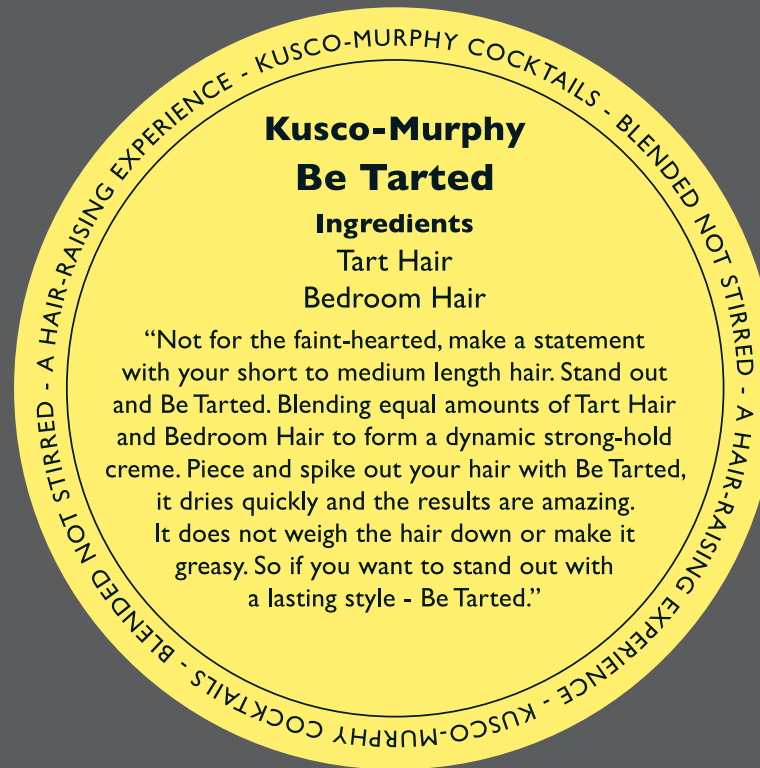 KUSCO-MURPHY COCKTAILS - BLENDED NOT STIRRED - A HAIR-RAISING EXPERIENCE - KUSCO-MURPHY COCKTAILS - BLENDED NOT STIRRED - A HAIR-RAISING EXPERIENCE -
Kusco-Murphy
Be Tarted
Ingredients
Tart Hair
Bedroom Hair
“Not for the faint-hearted, make a statement
with your short to medium length hair. Stand out
and Be Tarted. Blending equal amounts of Tart Hair
and Bedroom Hair to form a dynamic strong-hold
creme. Piece and spike out your hair with Be Tarted,
it dries quickly and the results are amazing.
It does not weigh the hair down or make it
greasy. So if you want to stand out with
a lasting style - Be Tarted.”